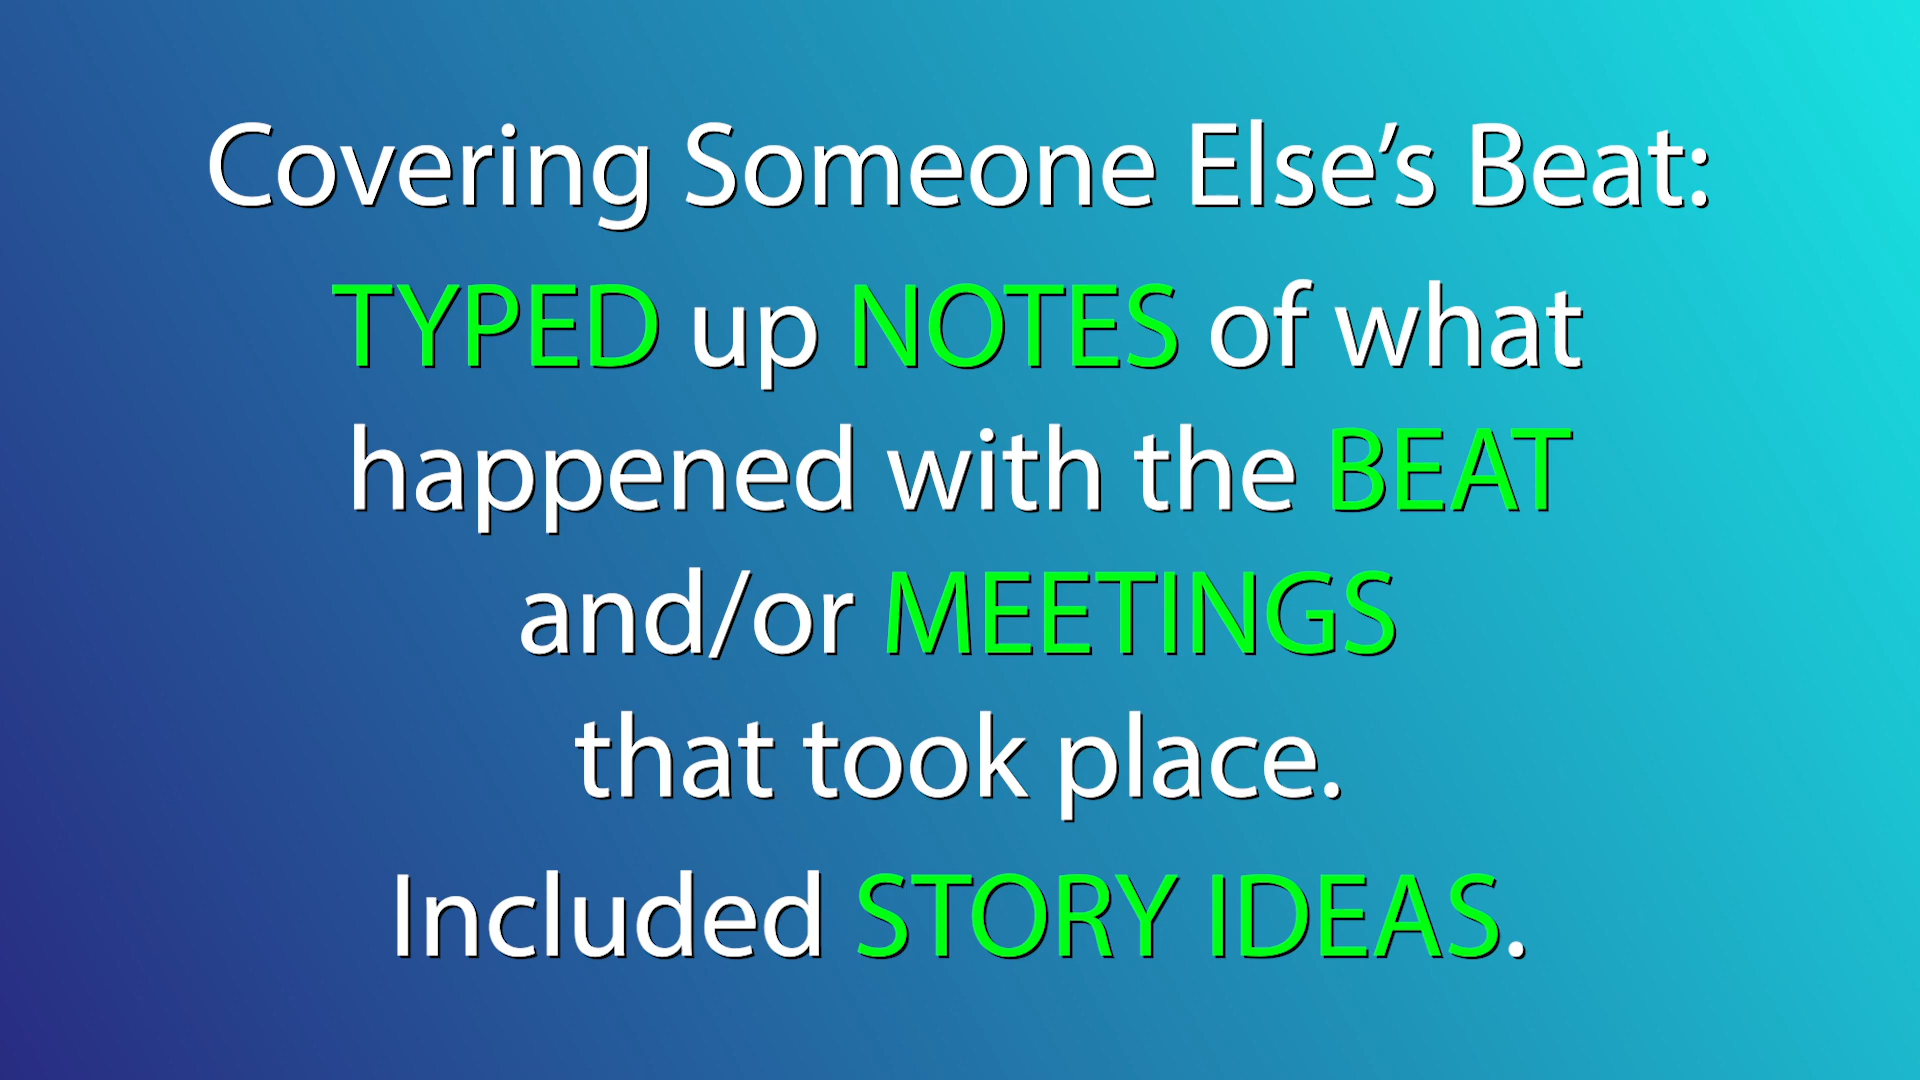 Covering Someone Else’s Beat:
TYPED up NOTES of what
happened with the BEAT
and/or MEETINGS
that took place.
Included STORY IDEAS.